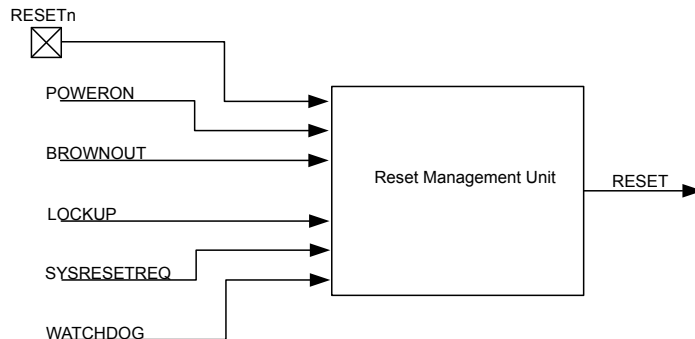 RESETn
POWERON
BROWNOUT
Reset Management Unit
RESET
LOCKUP
SYSRESETREQ
WATCHDOG